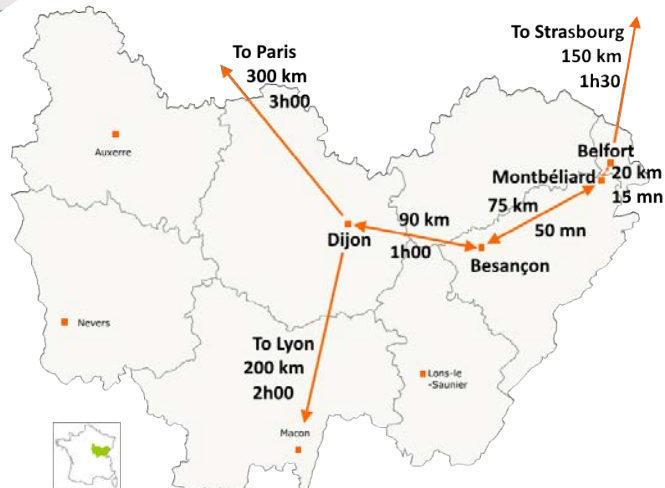 To Paris
300 km
3h00
To Strasbourg
150 km
1h30
Auxerre
Belfort
20 km
15 mn
Montbéliard
75 km
50 mn
90 km
1h00
Dijon
Besançon
Nevers
To Lyon
200 km
2h00
Lons-le
-Saunier
Macon